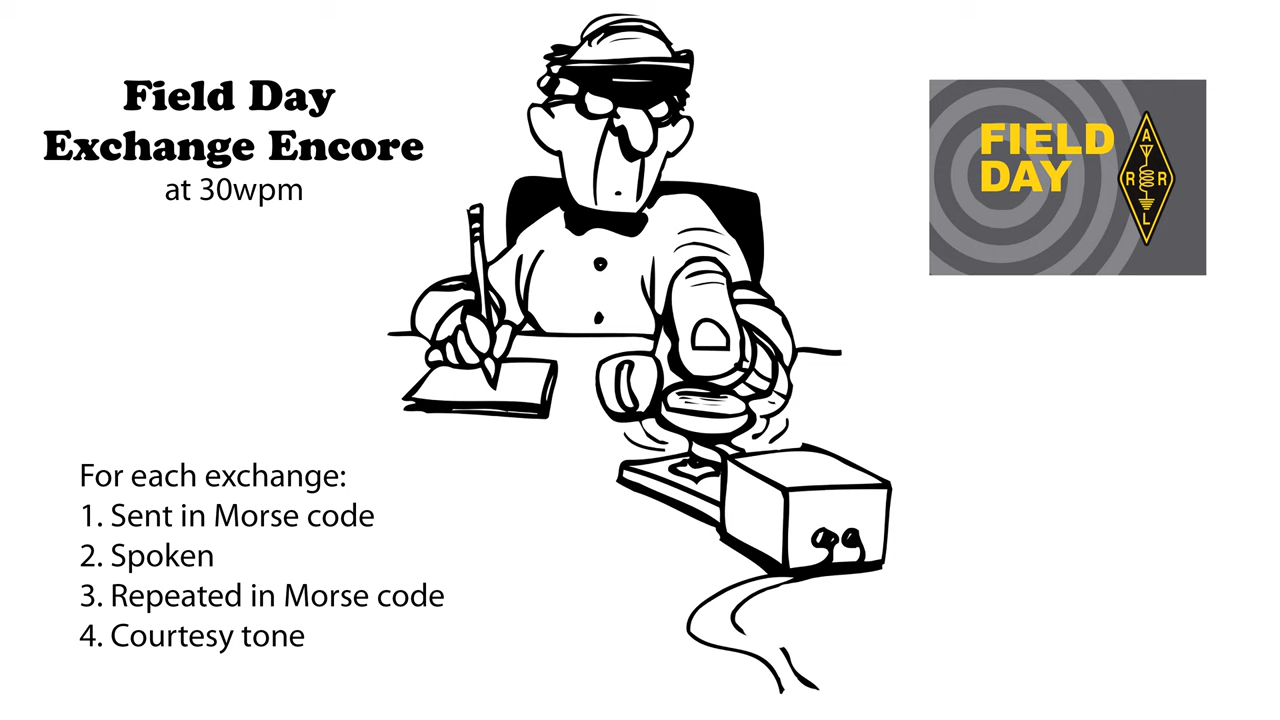 Field Day
Exchange Encore
at 30wpm
FIELD
DAY
A
R R
L
For each exchange:
1. Sent in Morse code
2. Spoken
3. Repeated in Morse code
4. Courtesy tone